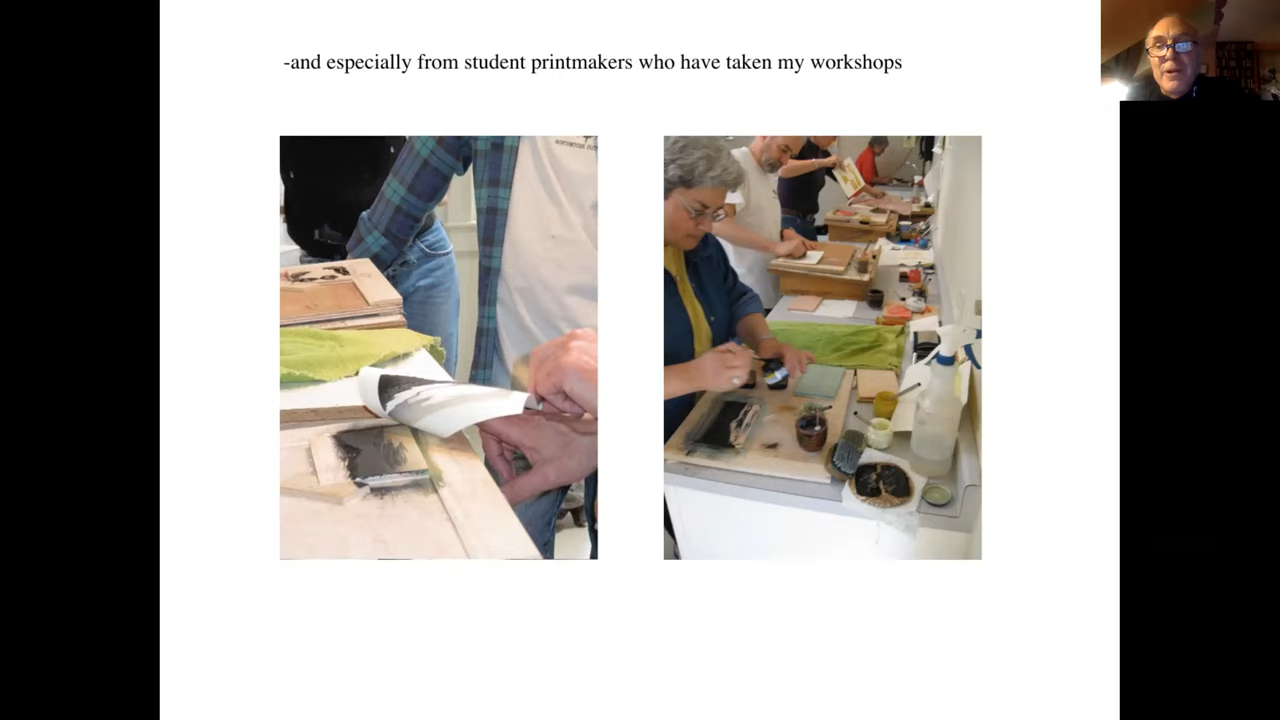 -and especially from student printmakers who have taken my workshops